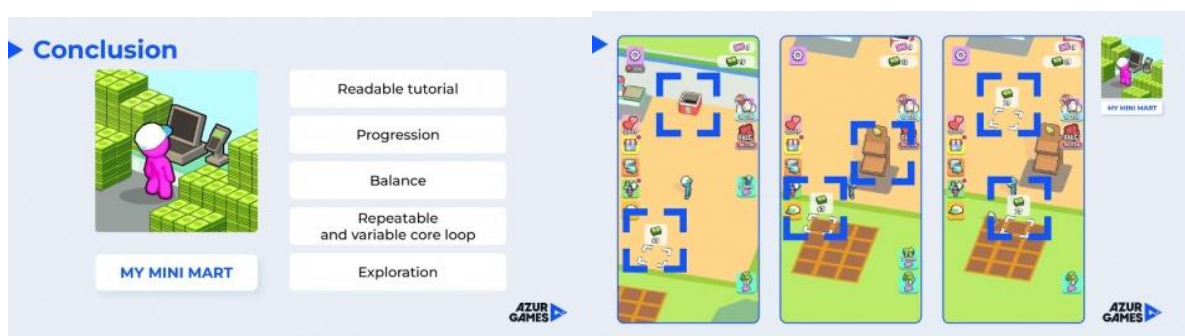 Conclusion
Readable tutorial
Progression
Balance
Repeatable
and variable core loop
Exploration
MY MINI MART
AZUR
GAMES
MY MINI MART
AZUR
GAMES